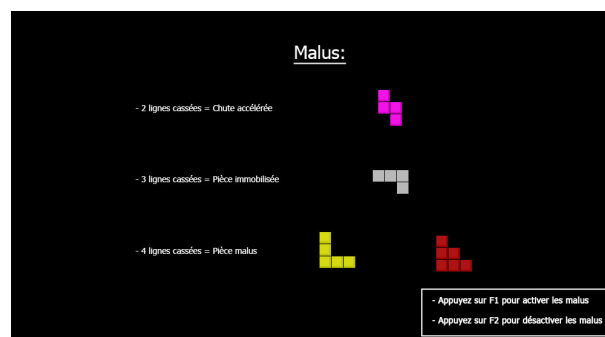 Malus:
- 2 lignes cassées = Chute accélérée
- 3 lignes cassées = Pièce immobilisée
- 4 lignes cassées = Pièce malus
- Appuyez sur F1 pour activer les malus
- Appuyez sur F2 pour désactiver les malus